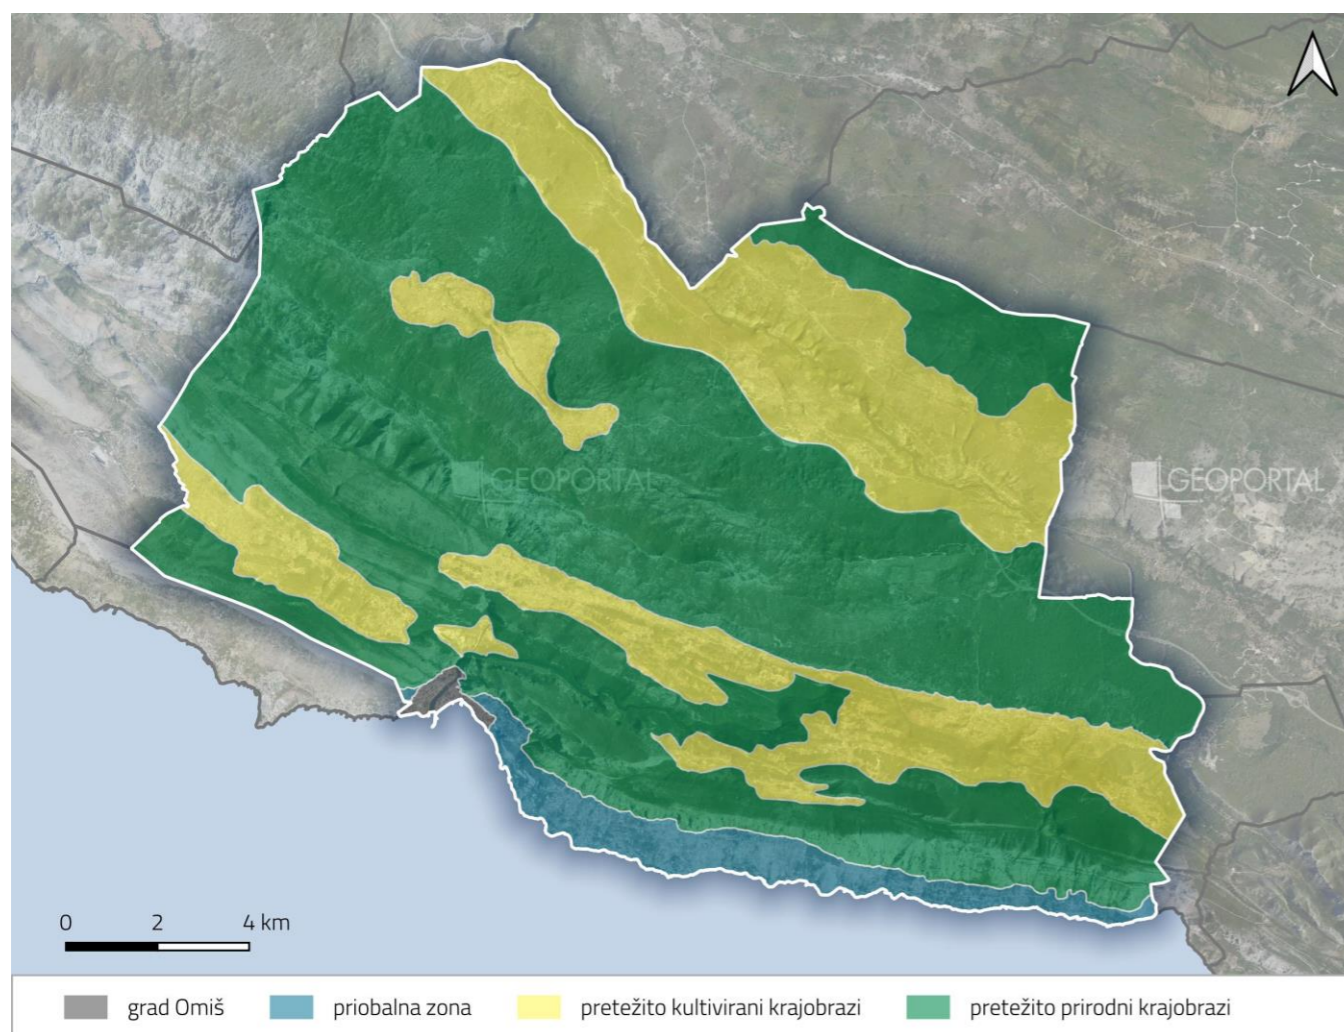 GEOPORTAL
GEOPORTAL
0 2 4 km
grad Omiš priobalna zona pretežito kultivirani krajobrazi pretežito prirodni krajobrazi